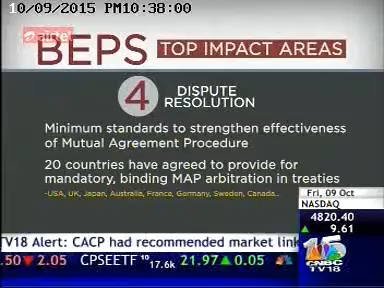 10/09/2015 PM10:38:00
airtel
BEPS TOP IMPACT AREAS
4 DISPUTE
RESOLUTION
Minimum standards to strengthen effectiveness
of Mutual Agreement Procedure
20 countries have agreed to provide for
mandatory, binding MAP arbitration in treaties
-USA, UK, Japan, Australia, France, Germany, Sweden, Canada..
Fri, 09 Oct
NASDAQ
4820.40
▲ 9.61
TV18 Alert: CACP had recommended market link
.50▼2.05 CPSEETF 10 17.6k 21.97▲0.05
15
CNBC
TV18